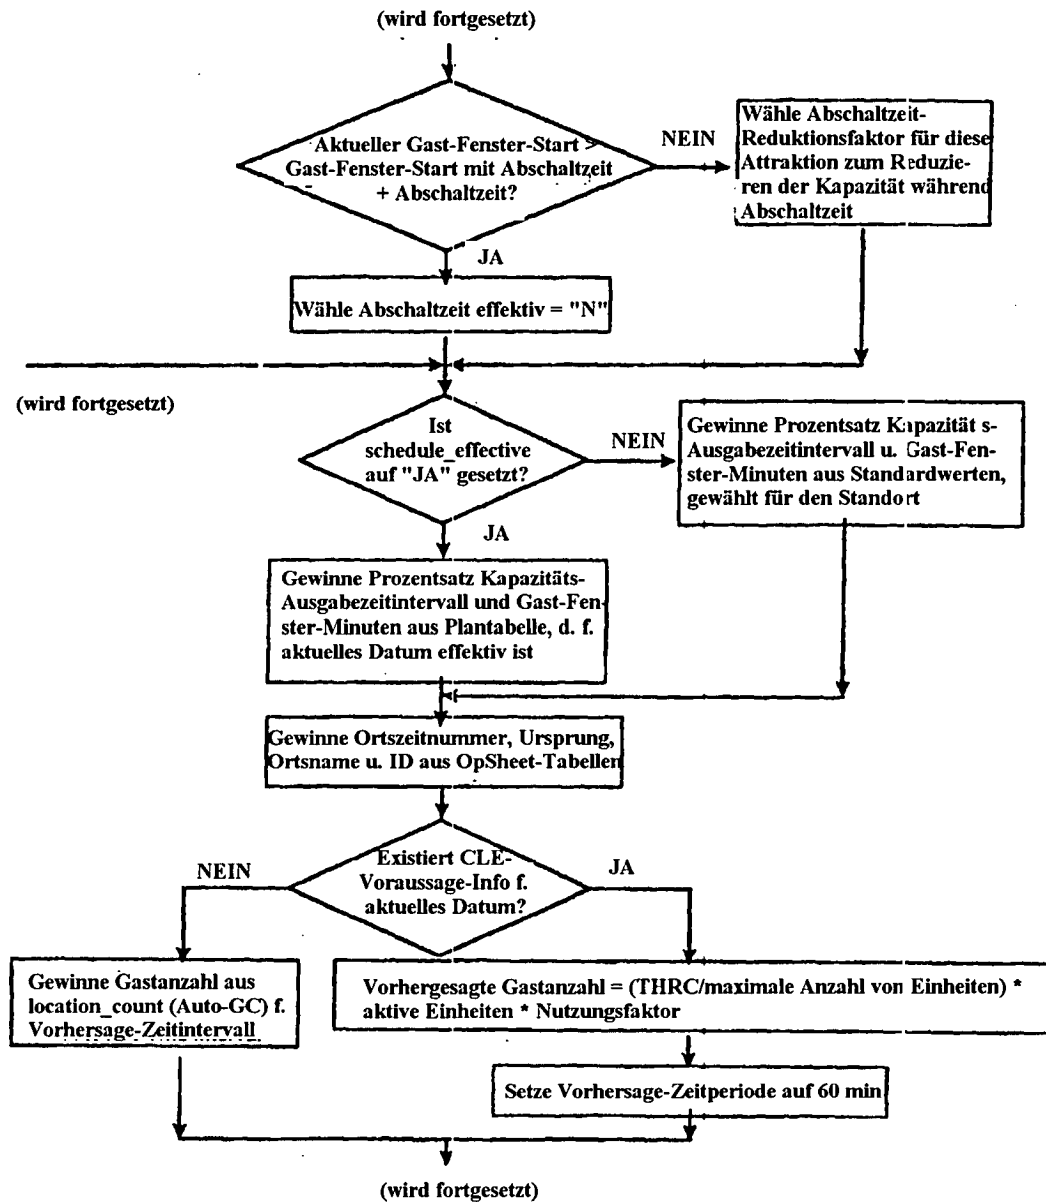 (wird fortgesetzt)
Aktueller Gast-Fenster-Start >
Gast-Fenster-Start mit Abschaltzeit
+ Abschaltzeit?
NEIN
Wähle Abschaltzeit-
Reduktionsfaktor für diese
Attraktion zum Reduzie-
ren der Kapazität während
Abschaltzeit
JA
Wähle Abschaltzeit effektiv = "N"
(wird fortgesetzt)
Ist
schedule_effective
auf "JA" gesetzt?
NEIN
Gewinne Prozentsatz Kapazität s-
Ausgabezeitintervall u. Gast-Fen-
ster-Minuten aus Standardwerten,
gewählt für den Standort
JA
Gewinne Prozentsatz Kapazitäts-
Ausgabezeitintervall und Gast-Fen-
ster-Minuten aus Plantabelle, d. f.
aktuelles Datum effektiv ist
Gewinne Ortszeitnummer, Ursprung,
Ortsname u. ID aus OpSheet-Tabellen
Existiert CLE-
Voraussage-Info f.
aktuelles Datum?
NEIN
JA
Gewinne Gastanzahl aus
location_count (Auto-GC) f.
Vorhersage-Zeitintervall
Vorhergesagte Gastanzahl = (THRC/maximale Anzahl von Einheiten) *
aktive Einheiten * Nutzungsfaktor
Setze Vorhersage-Zeitperiode auf 60 min
(wird fortgesetzt)